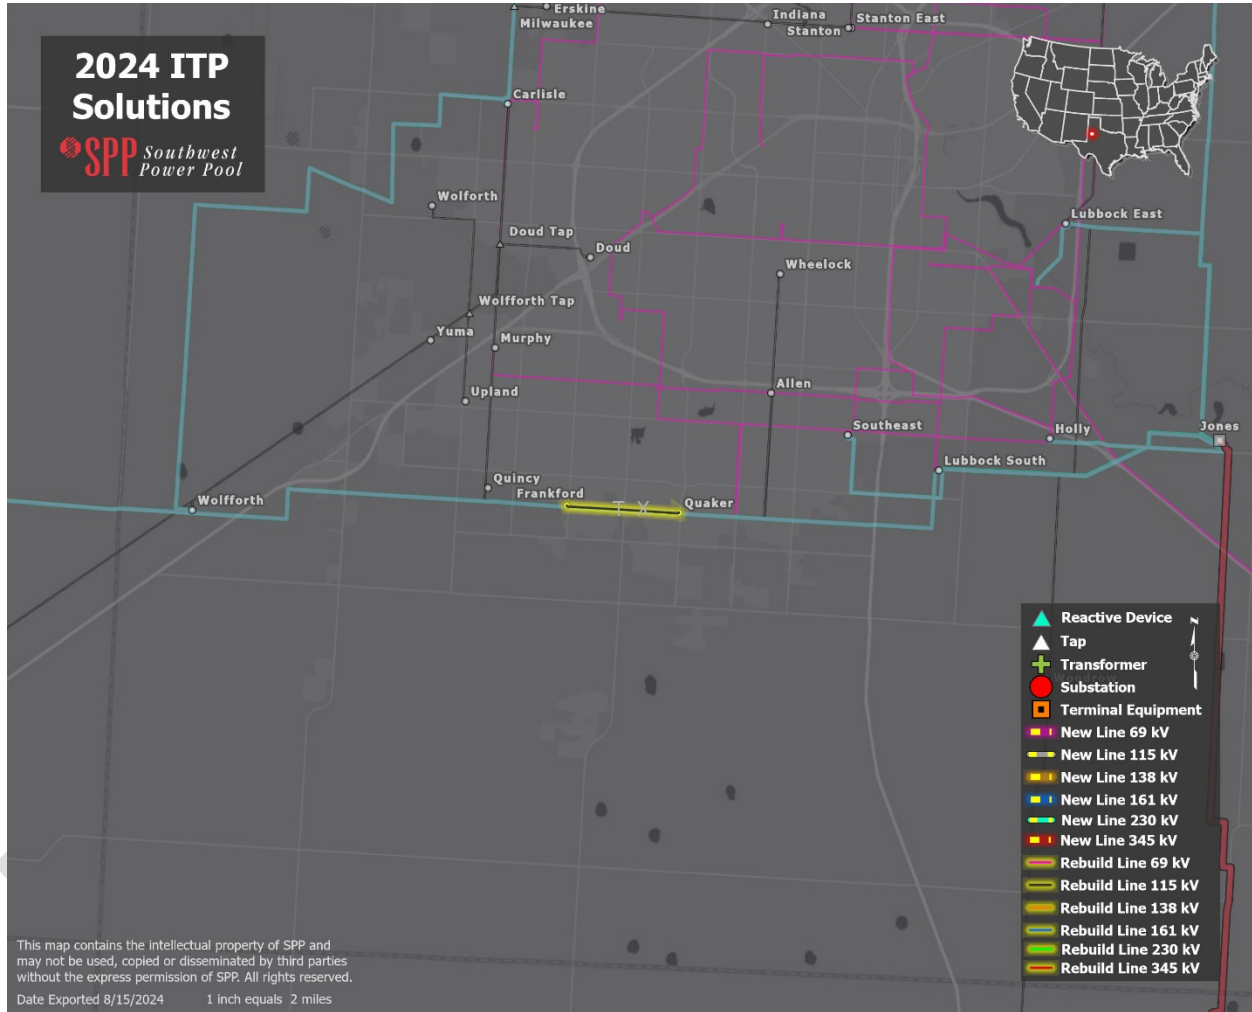 Erskine
Milwaukee
Indiana
Stanton East
Stanton
2024 ITP
Solutions
SPP Southwest
Power Pool
Carlisle
Wolforth
Lubbock East
Doud Tap
Doud
Wheelock
Wolfforth Tap
Yuma
Murphy
Allen
Upland
Southeast
Holly
Jones
Lubbock South
Quincy
Frankford
Wolfforth
T X
Quaker
Reactive Device
N
Tap
Transformer
Woodrow
Substation
Terminal Equipment
New Line 69 kV
New Line 115 kV
New Line 138 kV
New Line 161 kV
New Line 230 kV
New Line 345 kV
Rebuild Line 69 kV
Rebuild Line 115 kV
Rebuild Line 138 kV
Rebuild Line 161 kV
Rebuild Line 230 kV
Rebuild Line 345 kV
This map contains the intellectual property of SPP and
may not be used, copied or disseminated by third parties
without the express permission of SPP. All rights reserved.
Date Exported 8/15/2024 1 inch equals 2 miles